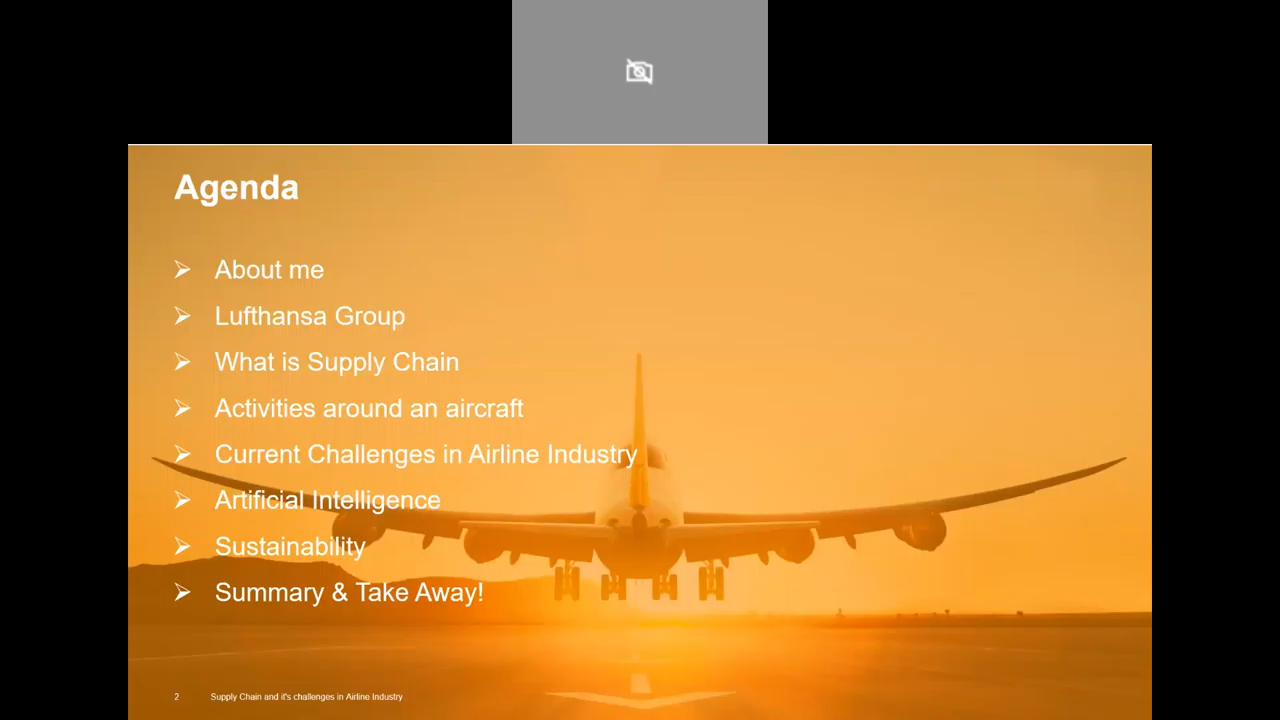 Agenda
About me
Lufthansa Group
What is Supply Chain
Activities around an aircraft
Current Challenges in Airline Industry
Artificial Intelligence
Sustainability
Summary & Take Away!
2 Supply Chain and it's challenges in Airline Industry